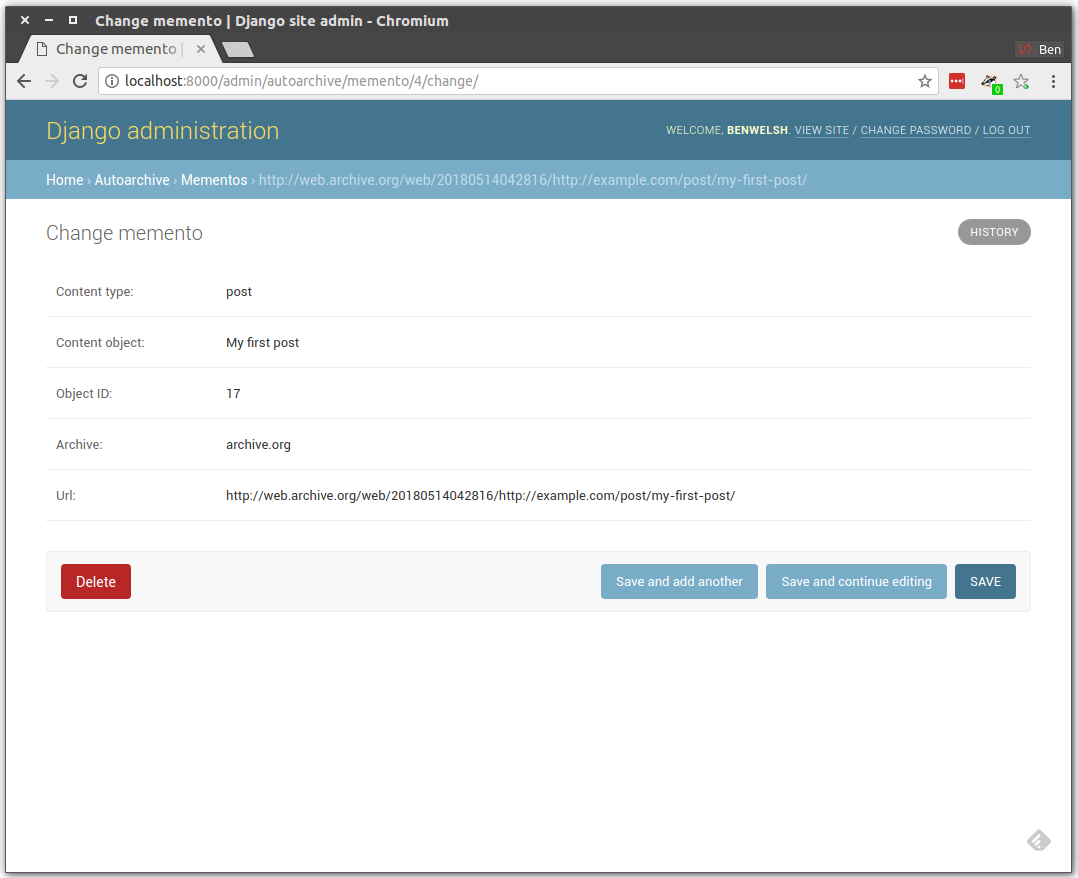 Change memento | Django site admin - Chromium
Change memento |
Ben
localhost:8000/admin/autoarchive/memento/4/change/
0
Django administration
WELCOME, BENWELSH. VIEW SITE / CHANGE PASSWORD / LOG OUT
Home › Autoarchive › Mementos › http://web.archive.org/web/20180514042816/http://example.com/post/my-first-post/
Change memento
HISTORY
Content type: post
Content object: My first post
Object ID: 17
Archive: archive.org
Url: http://web.archive.org/web/20180514042816/http://example.com/post/my-first-post/
Delete Save and add another Save and continue editing SAVE